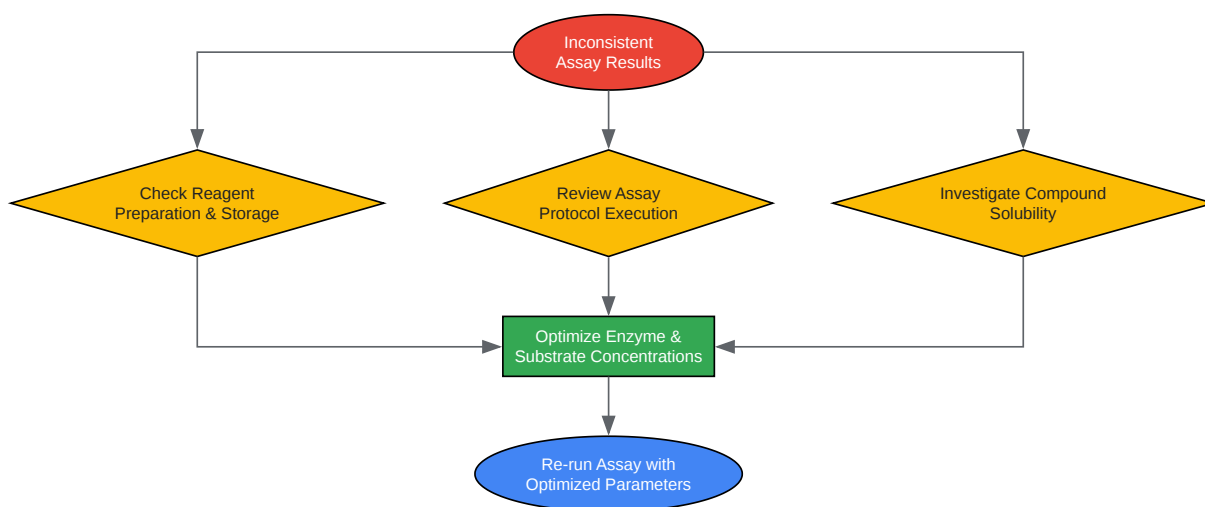 Inconsistent
Assay Results
Check Reagent
Preparation & Storage
Review Assay
Protocol Execution
Investigate Compound
Solubility
Optimize Enzyme &
Substrate Concentrations
Re-run Assay with
Optimized Parameters